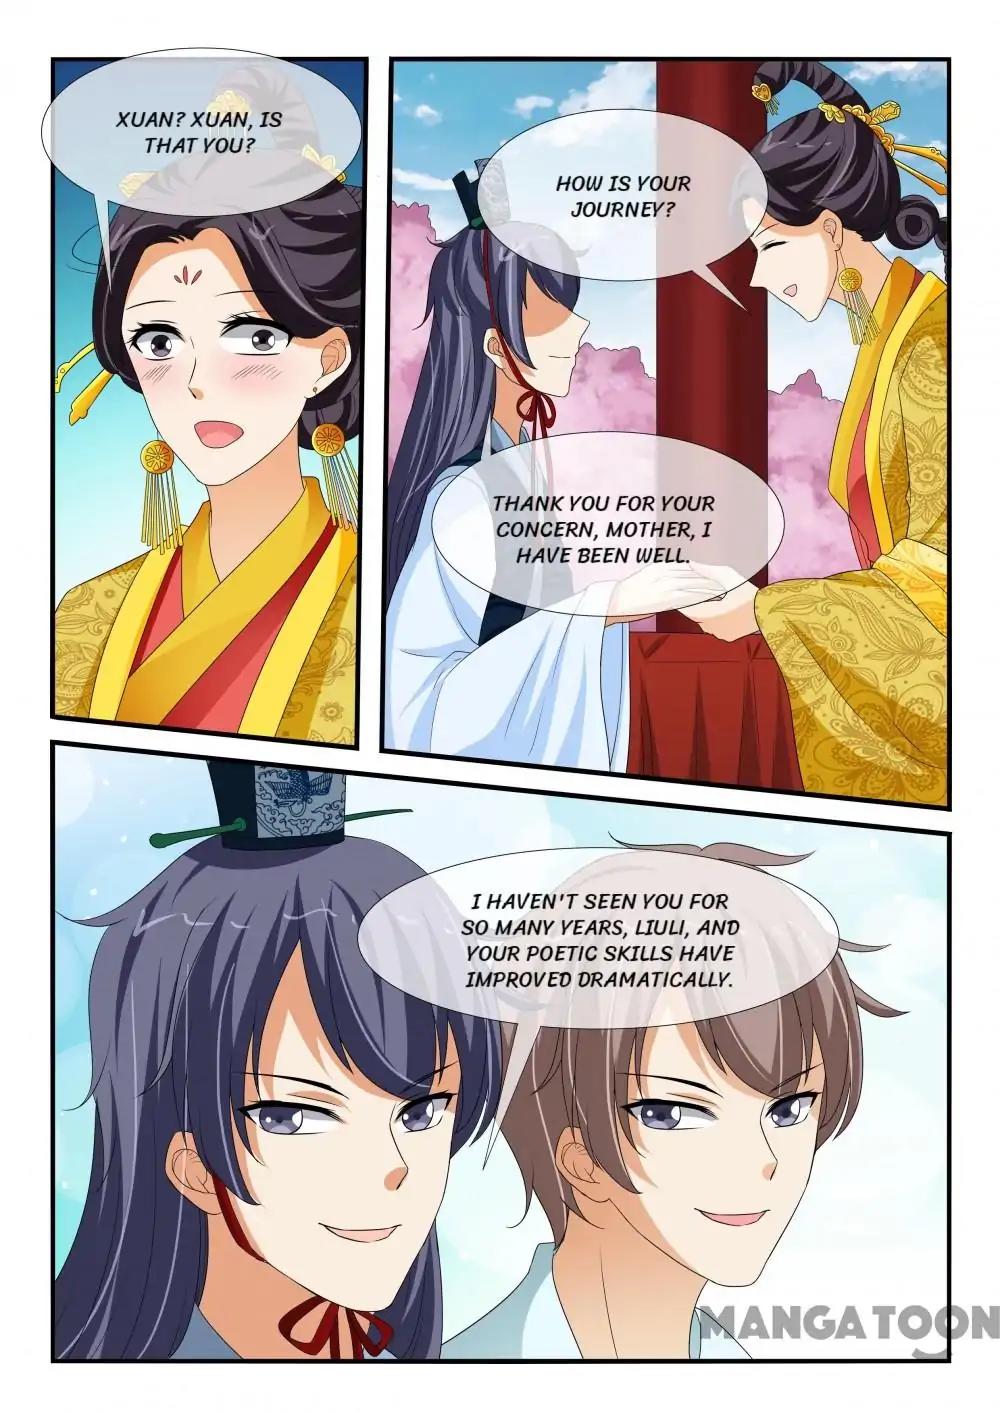 XUAN? XUAN, IS
THAT YOU?
HOW IS YOUR
JOURNEY?
THANK YOU FOR YOUR
CONCERN, MOTHER, I
HAVE BEEN WELL.
I HAVEN'T SEEN YOU FOR
SO MANY YEARS, LIULI, AND
YOUR POETIC SKILLS HAVE
IMPROVED DRAMATICALLY.
MANGATOON